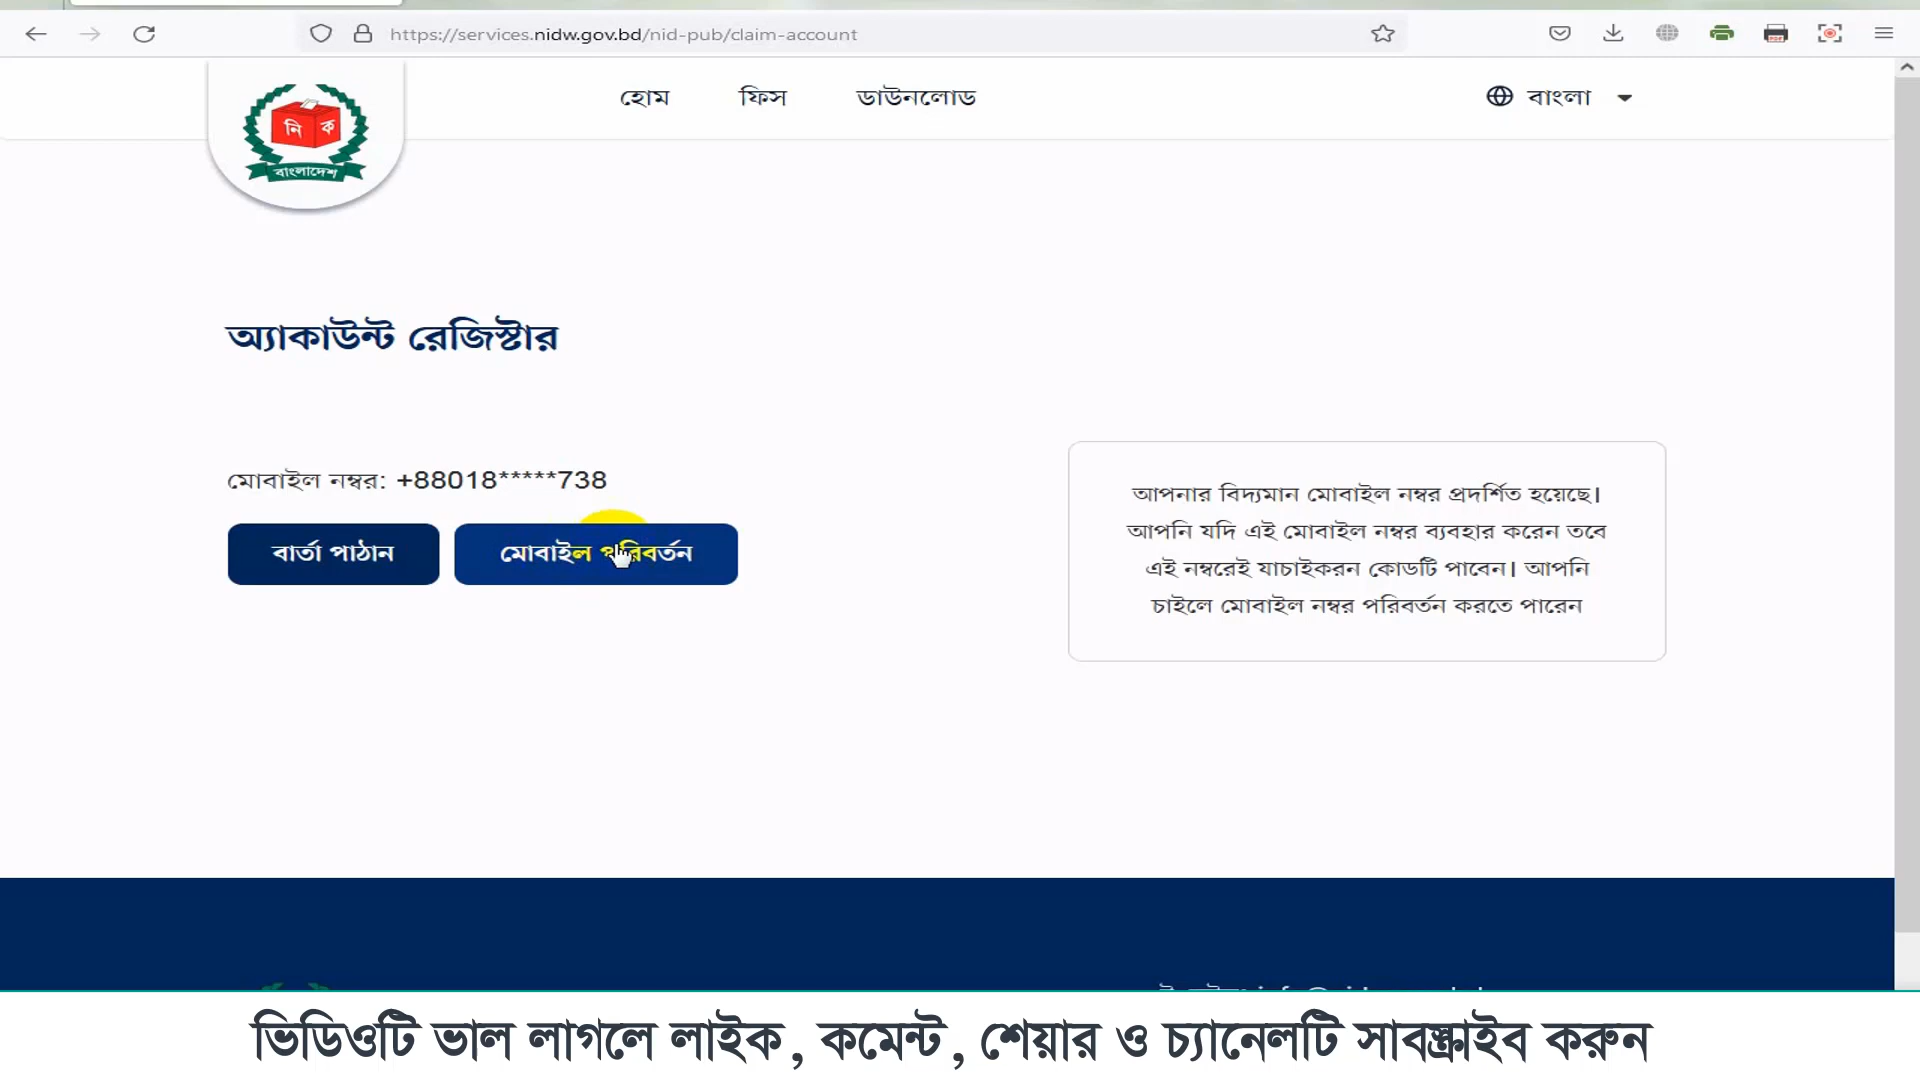 https://services.nidw.gov.bd/nid-pub/claim-account
হোম
ফিস
ডাউনলোড
বাংলা
নি ক
বাংলাদেশ
অ্যাকাউন্ট রেজিস্টার
মোবাইল নম্বর: +88018*****738
বার্তা পাঠান
মোবাইল পরিবর্তন
আপনার বিদ্যমান মোবাইল নম্বর প্রদর্শিত হয়েছে।
আপনি যদি এই মোবাইল নম্বর ব্যবহার করেন তবে
এই নম্বরেই যাচাইকরন কোডটি পাবেন। আপনি
চাইলে মোবাইল নম্বর পরিবর্তন করতে পারেন
ভিডিওটি ভাল লাগলে লাইক, কমেন্ট, শেয়ার ও চ্যানেলটি সাবস্ক্রাইব করুন